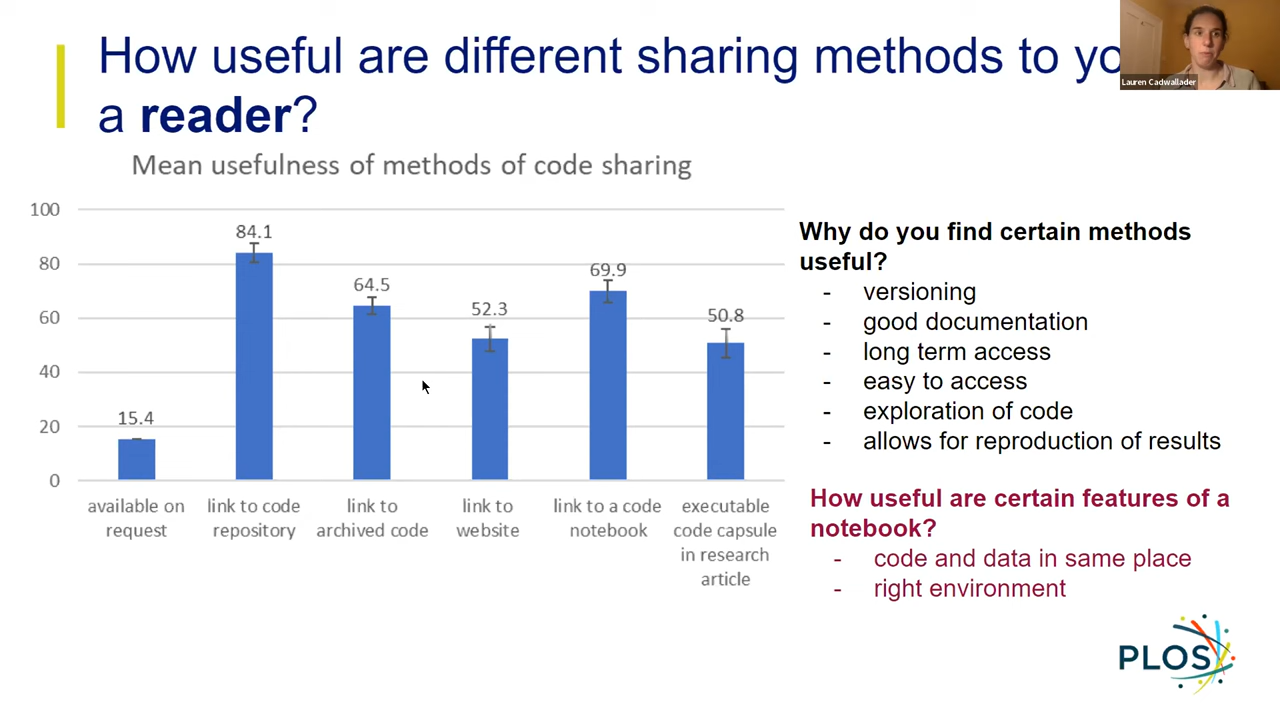 How useful are different sharing methods to
a reader?
Lauren Cadwallader
Mean usefulness of methods of code sharing
100
80
60
40
20
0
15.4
84.1
64.5
52.3
69.9
50.8
available on
request
link to code
repository
link to
archived code
link to
website
link to a code
notebook
executable
code capsule
in research
article
Why do you find certain methods
useful?
- versioning
- good documentation
- long term access
- easy to access
- exploration of code
- allows for reproduction of results
How useful are certain features of a
notebook?
- code and data in same place
- right environment
PLOS